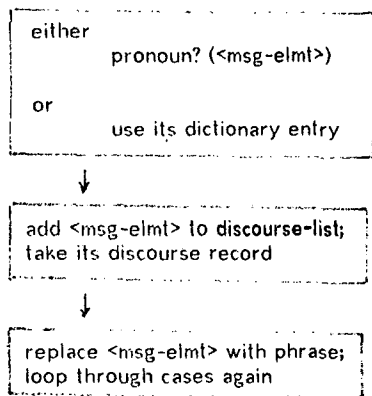 either
pronoun? (<msg-elmt>)
or
use its dictionary entry
add <msg-elmt> to discourse-list;
take its discourse record
replace <msg-elmt> with phrase;
loop through cases again